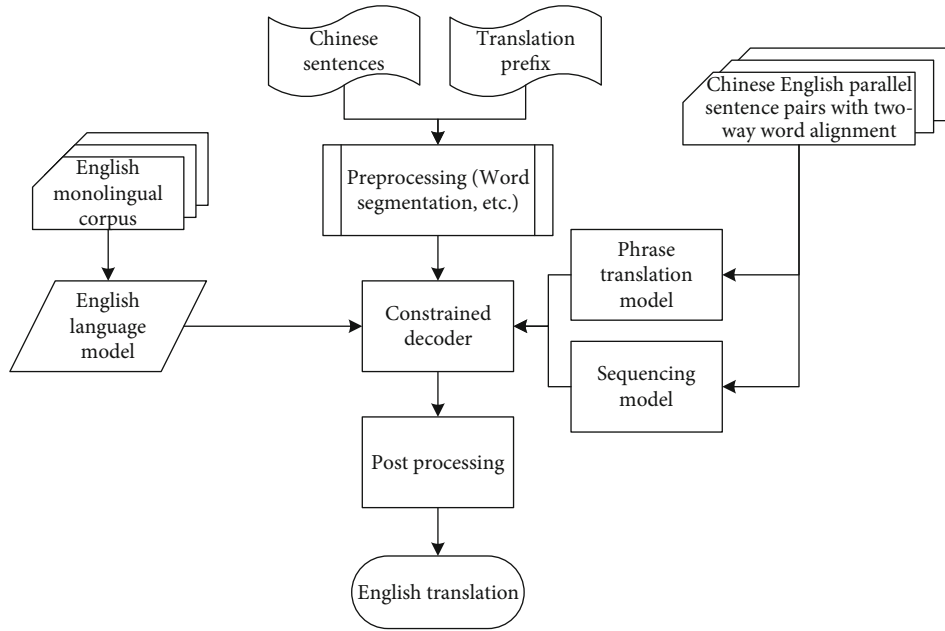 Chinese
sentences
Translation
prefix
Chinese English parallel
sentence pairs with two-
way word alignment
English
monolingual
corpus
Preprocessing (Word
segmentation, etc.)
Phrase
translation
model
English
language
model
Constrained
decoder
Sequencing
model
Post processing
English translation